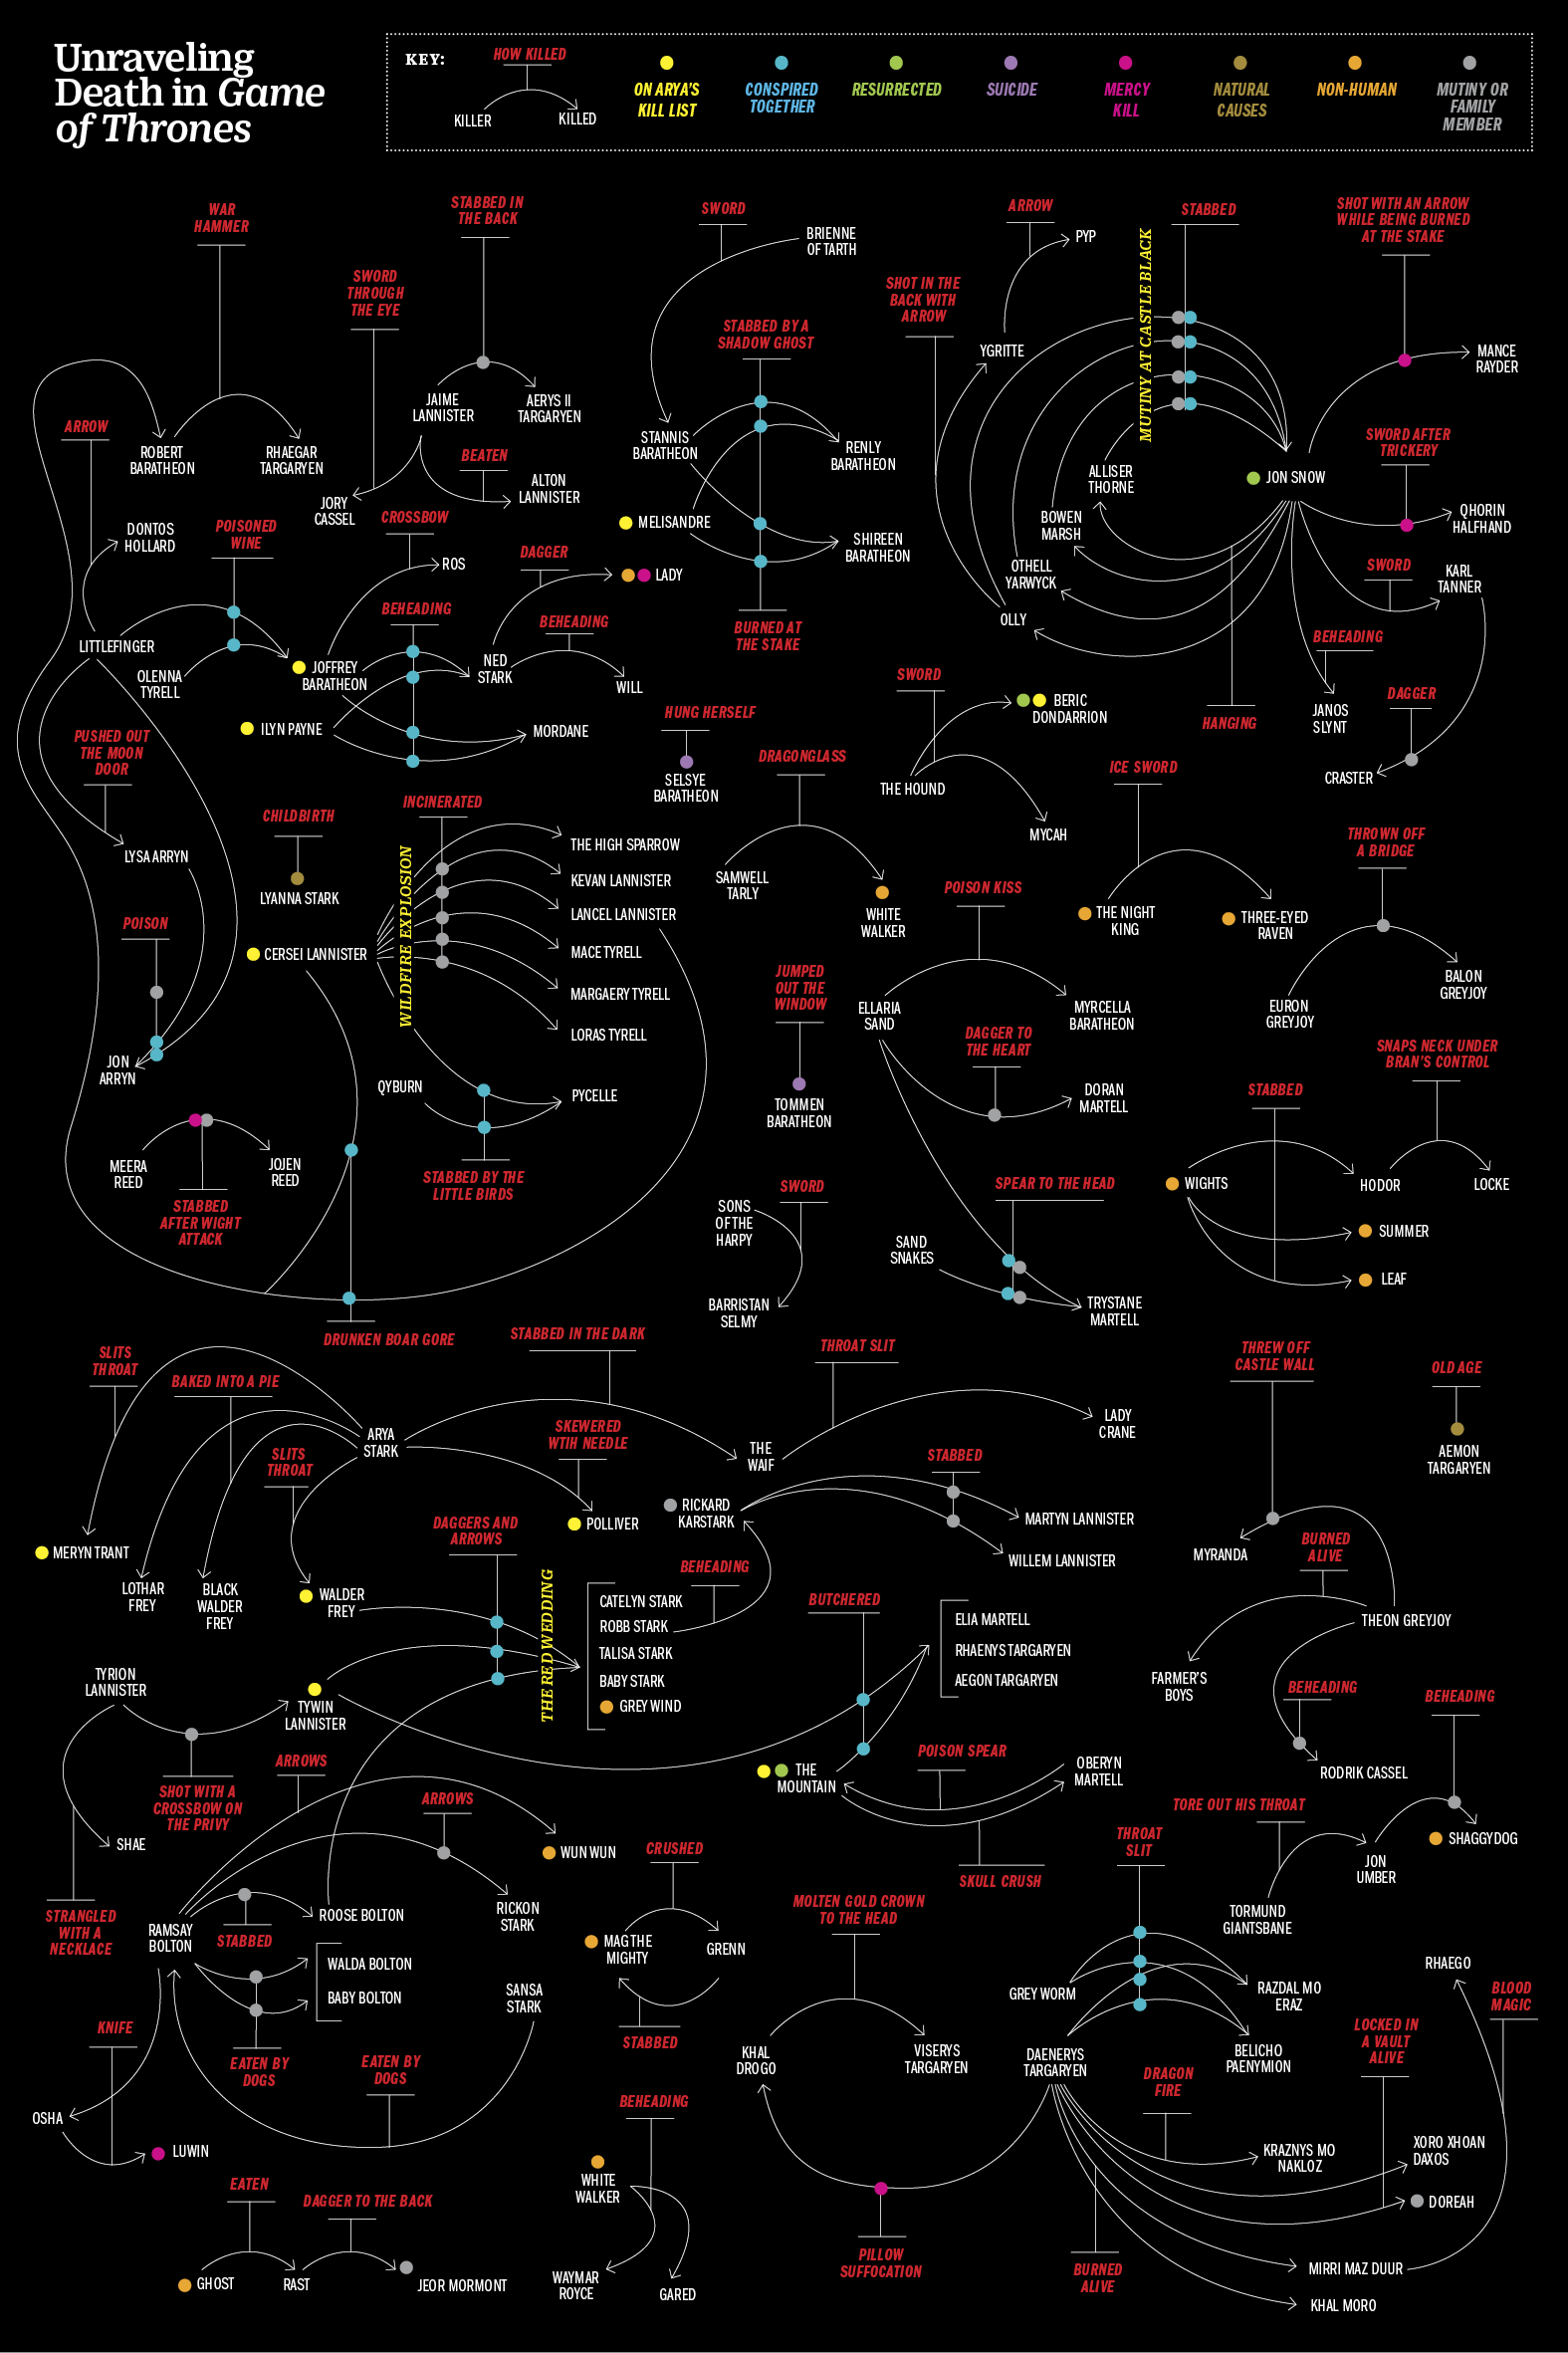 Unraveling
Death in Game
of Thrones
KEY:
HOW KILLED
KILLER
KILLED
ON ARYA'S
KILL LIST
CONSPIRED
TOGETHER
RESURRECTED
SUICIDE
MERCY
KILL
NATURAL
CAUSES
NON-HUMAN
MUTINY OR
FAMILY
MEMBER
WAR
HAMMER
STABBED IN
THE BACK
SWORD
BRIENNE
OF TARTH
ARROW
PYP
STABBED
SHOT WITH AN ARROW
WHILE BEING BURNED
AT THE STAKE
SWORD
THROUGH
THE EYE
SHOT IN THE
BACK WITH
ARROW
MUTINY AT CASTLE BLACK
STABBED BY A
SHADOW GHOST
YGRITTE
MANCE
RAYDER
JAIME
LANNISTER
AERYS II
TARGARYEN
ARROW
ROBERT
BARATHEON
RHAEGAR
TARGARYEN
STANNIS
BARATHEON
RENLY
BARATHEON
SWORD AFTER
TRICKERY
BEATEN
ALTON
LANNISTER
ALLISER
THORNE
JON SNOW
JORY
CASSEL
CROSSBOW
MELISANDRE
BOWEN
MARSH
QHORIN
HALFHAND
DONTOS
HOLLARD
POISONED
WINE
SHIREEN
BARATHEON
ROS
DAGGER
LADY
OTHELL
YARWYCK
SWORD
KARL
TANNER
BEHEADING
BEHEADING
BURNED AT
THE STAKE
OLLY
BEHEADING
LITTLEFINGER
OLENNA
TYRELL
JOFFREY
BARATHEON
NED
STARK
WILL
SWORD
BERIC
DONDARRION
HANGING
JANOS
SLYNT
DAGGER
ILYN PAYNE
MORDANE
HUNG HERSELF
PUSHED OUT
THE MOON
DOOR
SELSYE
BARATHEON
DRAGONGLASS
THE HOUND
ICE SWORD
CRASTER
CHILDBIRTH
INCINERATED
MYCAH
THROWN OFF
A BRIDGE
LYSA ARRYN
LYANNA STARK
WILDFIRE EXPLOSION
THE HIGH SPARROW
KEVAN LANNISTER
LANCEL LANNISTER
MACE TYRELL
MARGAERY TYRELL
LORAS TYRELL
SAMWELL
TARLY
WHITE
WALKER
POISON KISS
THE NIGHT
KING
THREE-EYED
RAVEN
POISON
CERSEI LANNISTER
JUMPED
OUT THE
WINDOW
ELLARIA
SAND
MYRCELLA
BARATHEON
EURON
GREYJOY
BALON
GREYJOY
DAGGER TO
THE HEART
SNAPS NECK UNDER
BRAN'S CONTROL
JON
ARRYN
QYBURN
PYCELLE
TOMMEN
BARATHEON
DORAN
MARTELL
STABBED
MEERA
REED
JOJEN
REED
STABBED BY THE
LITTLE BIRDS
SWORD
SPEAR TO THE HEAD
WIGHTS
HODOR
LOCKE
STABBED
AFTER WIGHT
ATTACK
SONS
OF THE
HARPY
SAND
SNAKES
SUMMER
LEAF
BARRISTAN
SELMY
TRYSTANE
MARTELL
DRUNKEN BOAR GORE
STABBED IN THE DARK
THROAT SLIT
SLITS
THROAT
BAKED INTO A PIE
THREW OFF
CASTLE WALL
OLD AGE
ARYA
STARK
SKEWERED
WTIH NEEDLE
THE
WAIF
LADY
CRANE
SLITS
THROAT
STABBED
AEMON
TARGARYEN
POLLIVER
RICKARD
KARSTARK
MARTYN LANNISTER
WILLEM LANNISTER
MERYN TRANT
DAGGERS AND
ARROWS
MYRANDA
BURNED
ALIVE
LOTHAR
FREY
BLACK
WALDER
FREY
WALDER
FREY
THE RED WEDDING
BEHEADING
CATELYN STARK
ROBB STARK
TALISA STARK
BABY STARK
GREY WIND
BUTCHERED
ELIA MARTELL
RHAENYS TARGARYEN
AEGON TARGARYEN
THEON GREYJOY
FARMER'S
BOYS
TYRION
LANNISTER
TYWIN
LANNISTER
BEHEADING
BEHEADING
ARROWS
POISON SPEAR
THE
MOUNTAIN
OBERYN
MARTELL
RODRIK CASSEL
SHOT WITH A
CROSSBOW ON
THE PRIVY
ARROWS
TORE OUT HIS THROAT
SHAE
WUN WUN
CRUSHED
THROAT
SLIT
JON
UMBER
SHAGGYDOG
SKULL CRUSH
STRANGLED
WITH A
NECKLACE
RAMSAY
BOLTON
STABBED
ROOSE BOLTON
RICKON
STARK
MOLTEN GOLD CROWN
TO THE HEAD
TORMUND
GIANTSBANE
MAG THE
MIGHTY
GRENN
WALDA BOLTON
BABY BOLTON
SANSA
STARK
GREY WORM
RAZDAL MO
ERAZ
RHAEGO
BLOOD
MAGIC
KNIFE
STABBED
EATEN BY
DOGS
EATEN BY
DOGS
KHAL
DROGO
VISERYS
TARGARYEN
DAENERYS
TARGARYEN
BELICHO
PAENYMION
LOCKED IN
A VAULT
ALIVE
DRAGON
FIRE
BEHEADING
OSHA
LUWIN
KRAZNYS MO
NAKLOZ
XORO XHOAN
DAXOS
WHITE
WALKER
EATEN
DAGGER TO THE BACK
DOREAH
PILLOW
SUFFOCATION
BURNED
ALIVE
MIRRI MAZ DUUR
GHOST
RAST
JEOR MORMONT
WAYMAR
ROYCE
GARED
KHAL MORO